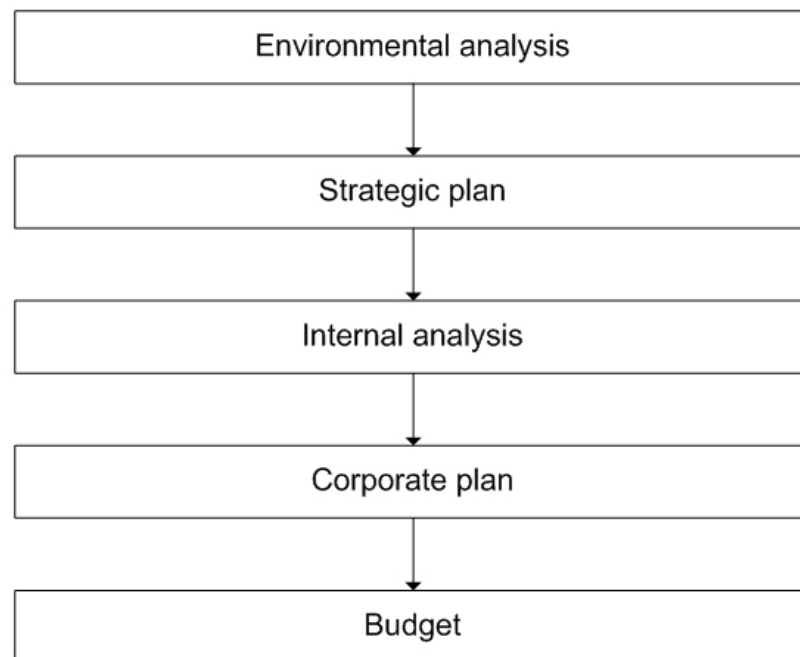 Environmental analysis
Strategic plan
Internal analysis
Corporate plan
Budget